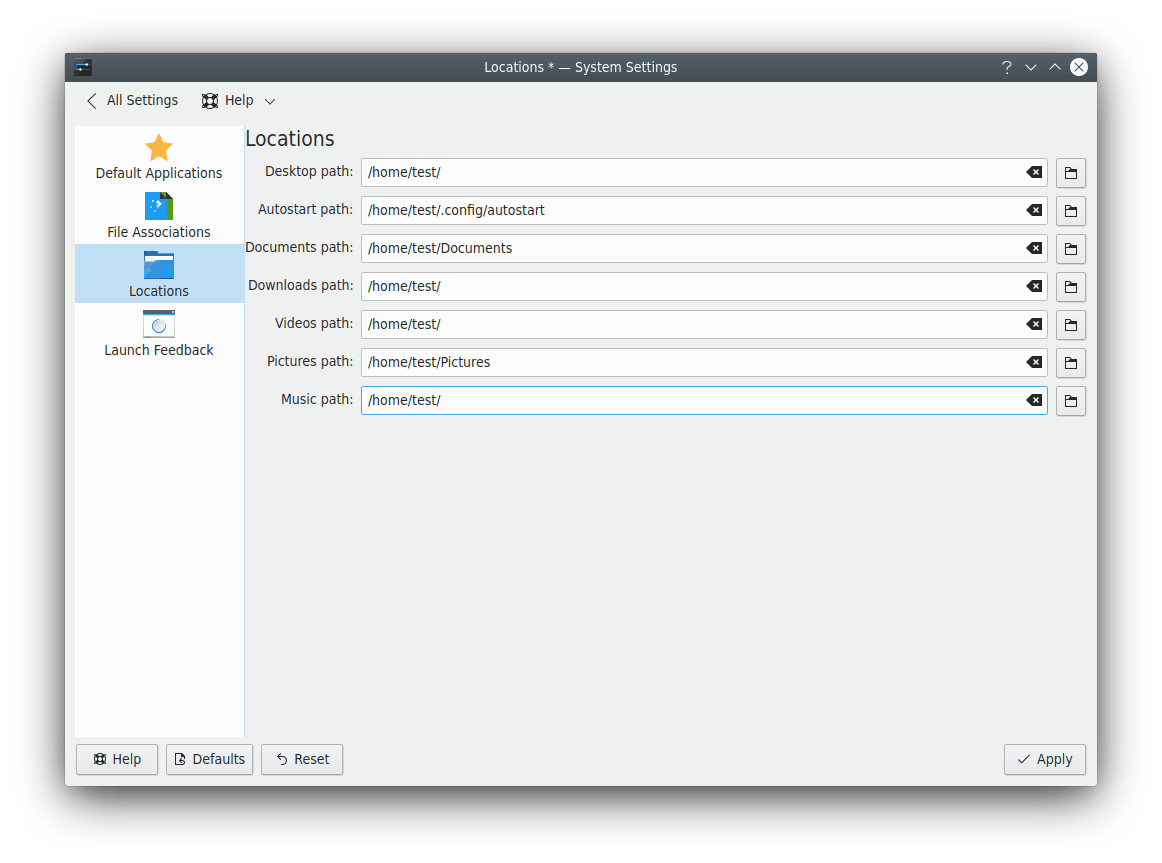 Locations * — System Settings
?
All Settings Help
Default Applications
File Associations
Locations
Launch Feedback
Locations
Desktop path: /home/test/
Autostart path: /home/test/.config/autostart
Documents path: /home/test/Documents
Downloads path: /home/test/
Videos path: /home/test/
Pictures path: /home/test/Pictures
Music path: /home/test/
Help Defaults Reset Apply